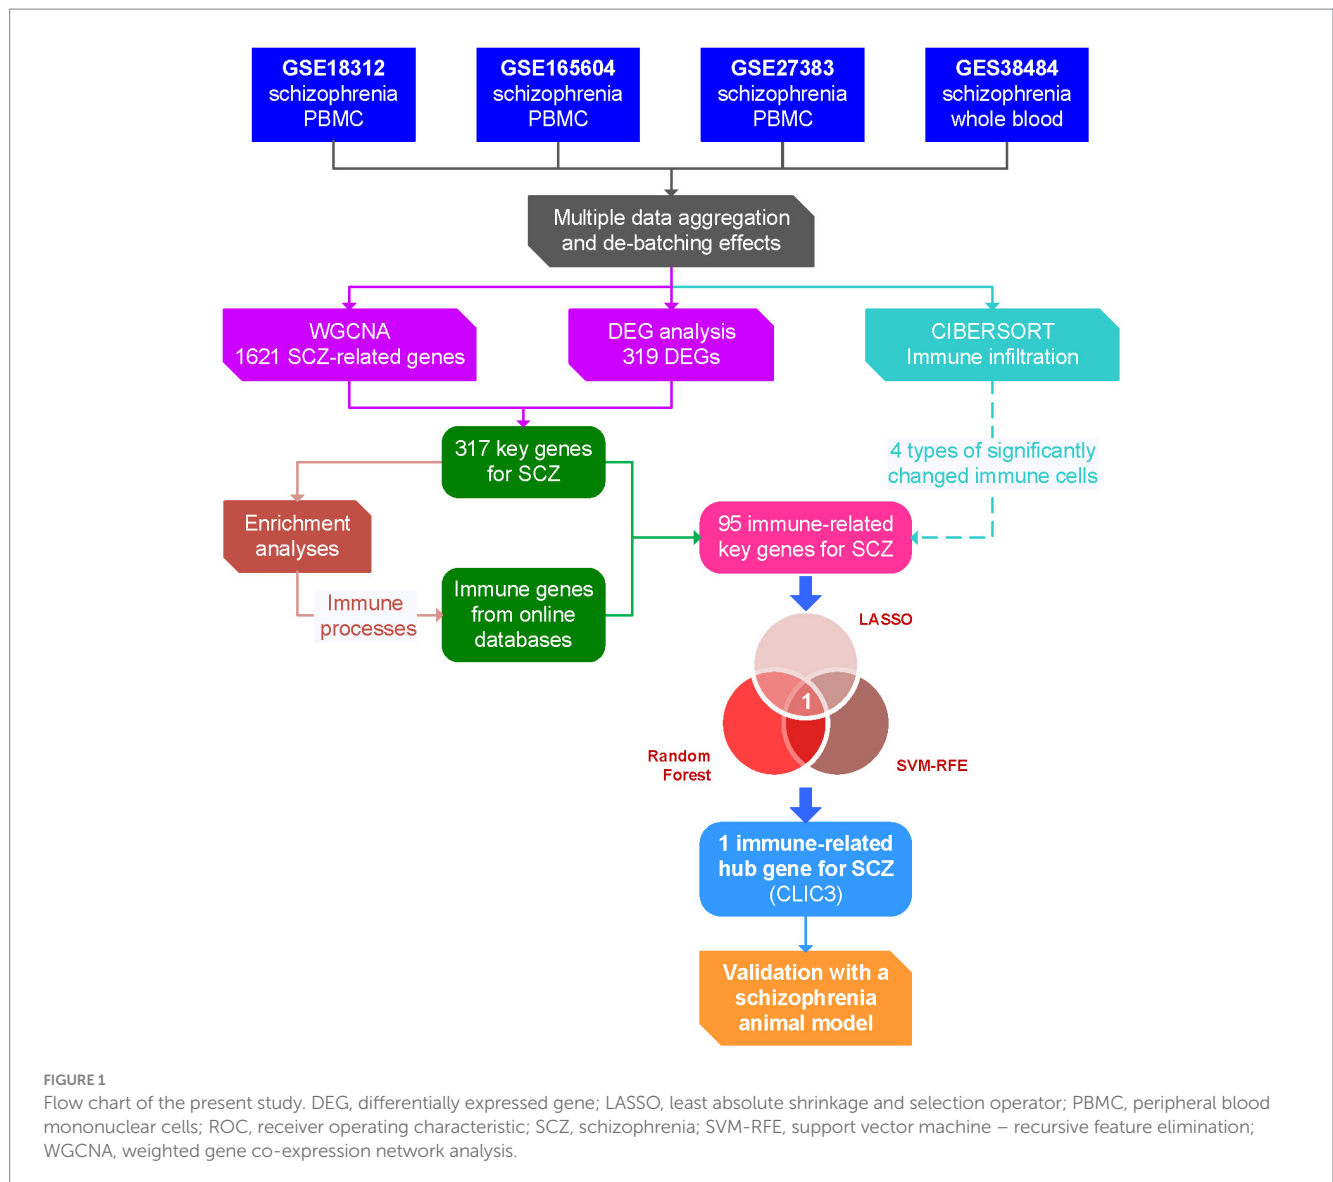 GSE18312
schizophrenia
PBMC
GSE165604
schizophrenia
PBMC
GSE27383
schizophrenia
PBMC
GES38484
schizophrenia
whole blood
Multiple data aggregation
and de-batching effects
WGCNA
1621 SCZ-related genes
DEG analysis
319 DEGs
CIBERSORT
Immune infiltration
317 key genes
for SCZ
4 types of significantly
changed immune cells
Enrichment
analyses
95 immune-related
key genes for SCZ
Immune
processes
Immune genes
from online
databases
LASSO
1
Random
Forest
SVM-RFE
1 immune-related
hub gene for SCZ
(CLIC3)
Validation with a
schizophrenia
animal model
FIGURE 1
Flow chart of the present study. DEG, differentially expressed gene; LASSO, least absolute shrinkage and selection operator; PBMC, peripheral blood
mononuclear cells; ROC, receiver operating characteristic; SCZ, schizophrenia; SVM-RFE, support vector machine – recursive feature elimination;
WGCNA, weighted gene co-expression network analysis.